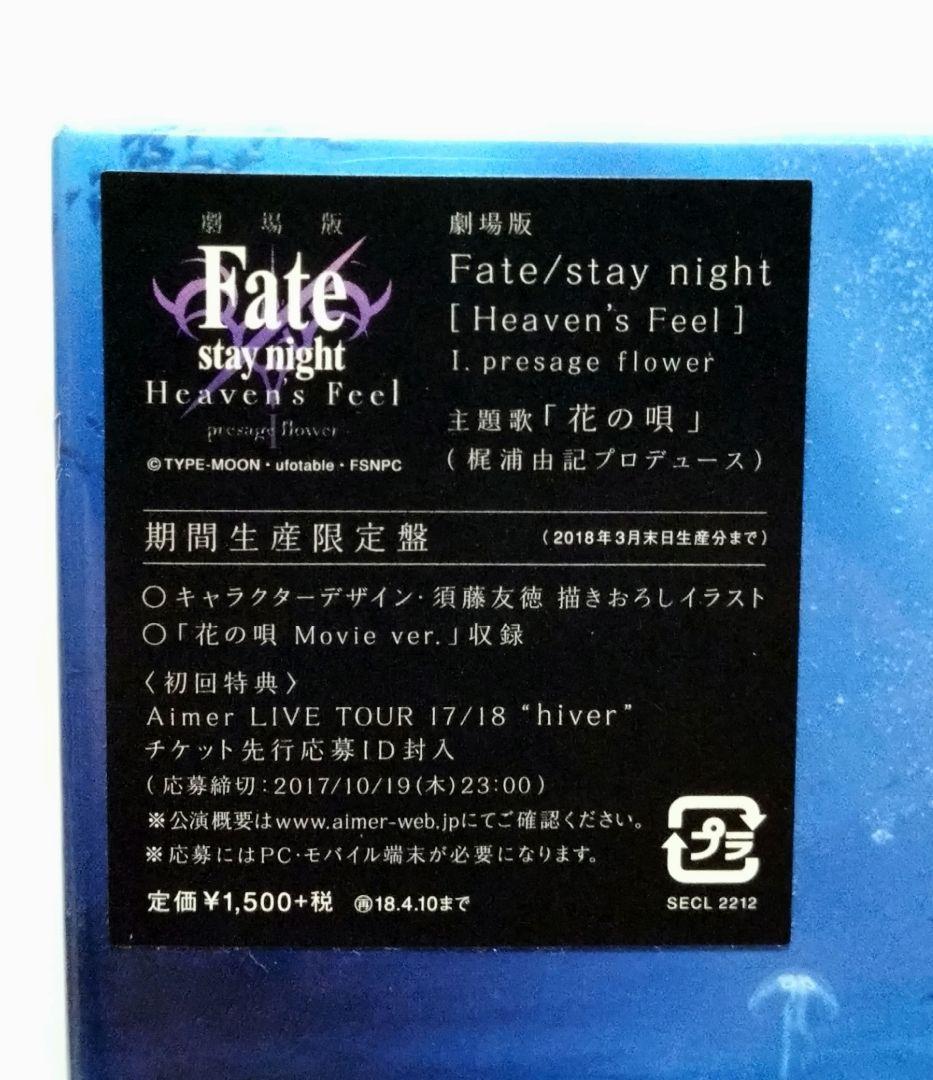 劇場版
Fate
stay night
Heaven's Feel
presage flower
I
©TYPE-MOON・ufotable・FSNPC
劇場版
Fate/stay night
[Heaven's Feel]
I. presage flower
主題歌「花の唄」
(梶浦由記プロデュース)
期間生産限定盤 (2018年3月末日生産分まで)
○キャラクターデザイン・須藤友徳 描きおろしイラスト
○「花の唄 Movie ver.」収録
〈初回特典〉
Aimer LIVE TOUR 17/18 “hiver”
チケット先行応募ID封入
(応募締切:2017/10/19(木)23:00)
※公演概要はwww.aimer-web.jpにてご確認ください。
※応募にはPC・モバイル端末が必要になります。
定価¥1,500+税 ㊢18.4.10まで
プラ
SECL 2212